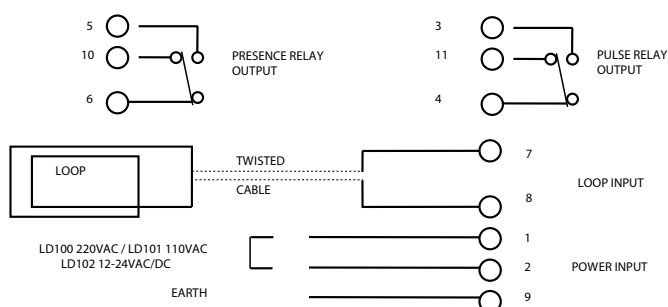 5
3
10
PRESENCE RELAY
OUTPUT
11
PULSE RELAY
OUTPUT
6
4
LOOP
TWISTED
CABLE
7
8
LOOP INPUT
LD100 220VAC / LD101 110VAC
LD102 12-24VAC/DC
1
2
POWER INPUT
EARTH
9